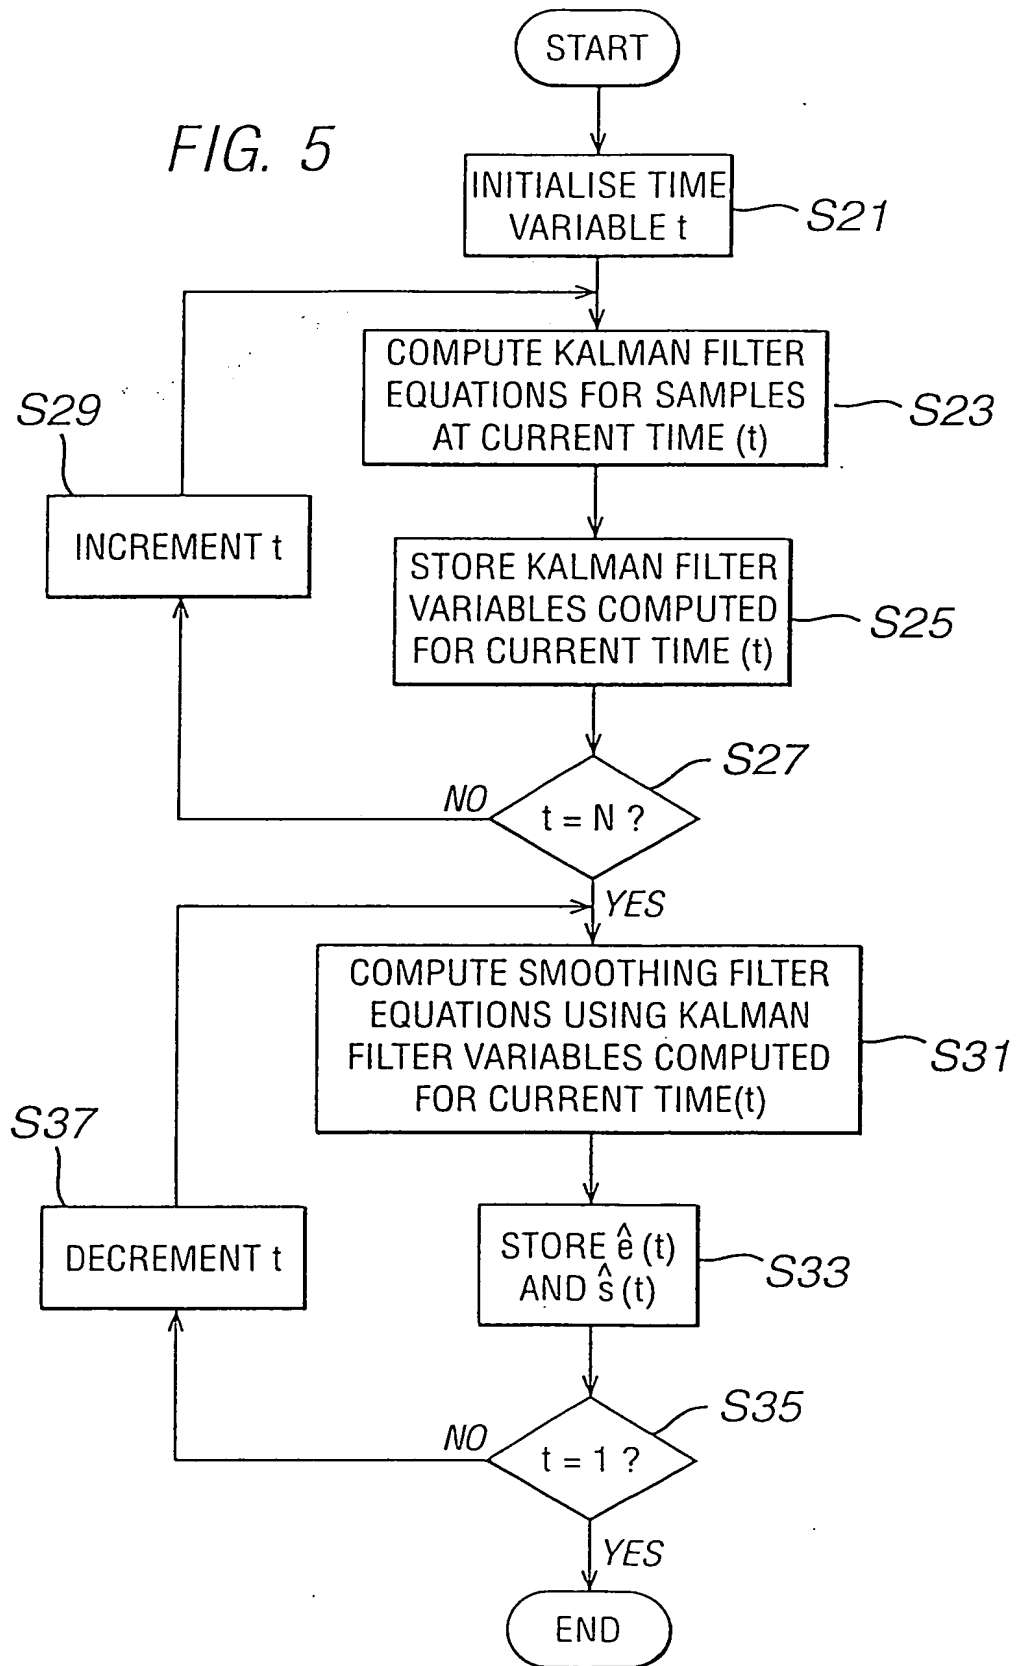 START
FIG. 5
INITIALISE TIME
VARIABLE t
S21
COMPUTE KALMAN FILTER
EQUATIONS FOR SAMPLES
AT CURRENT TIME (t)
S23
S29
INCREMENT t
STORE KALMAN FILTER
VARIABLES COMPUTED
FOR CURRENT TIME (t)
S25
S27
NO
t = N ?
YES
COMPUTE SMOOTHING FILTER
EQUATIONS USING KALMAN
FILTER VARIABLES COMPUTED
FOR CURRENT TIME(t)
S31
S37
DECREMENT t
STORE ê (t)
AND ŝ (t)
S33
S35
NO
t = 1 ?
YES
END